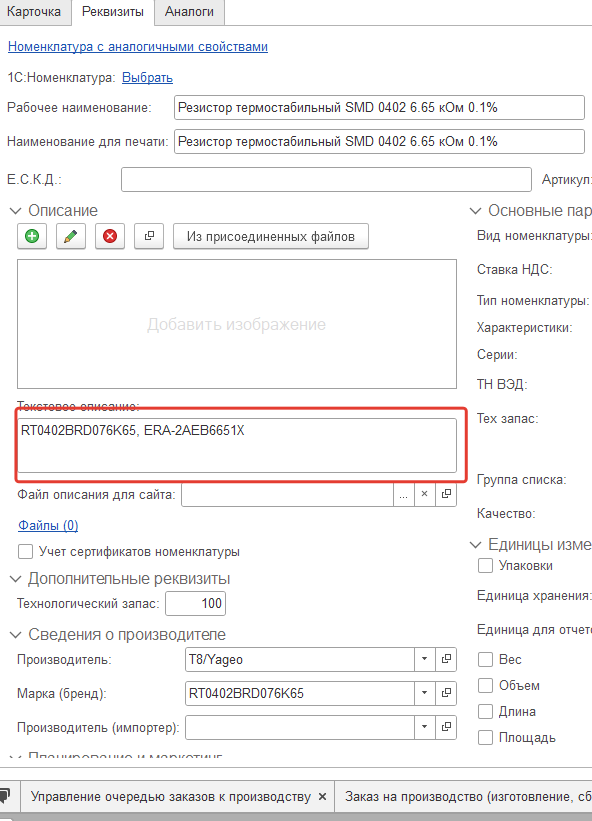 Карточка Реквизиты Аналоги
Номенклатура с аналогичными свойствами
1С:Номенклатура: Выбрать
Рабочее наименование: Резистор термостабильный SMD 0402 6.65 кОм 0.1%
Наименование для печати: Резистор термостабильный SMD 0402 6.65 кОм 0.1%
Е.С.К.Д.: Артикул:
Описание Основные пар
Из присоединенных файлов Вид номенклатуры:
Ставка НДС:
Тип номенклатуры:
Добавить изображение Характеристики:
Серии:
ТН ВЭД:
Текстовое описание: Тех запас:
RT0402BRD076K65, ERA-2AEB6651X
Группа списка:
Файл описания для сайта: ... ×
Качество:
Файлы (0)
Учет сертификатов номенклатуры Единицы изме
Упаковки
Дополнительные реквизиты
Технологический запас: 100 Единица хранения:
Сведения о производителе Единица для отчет
Производитель: T8/Yageo Вес
Марка (бренд): RT0402BRD076K65 Объем
Длина
Производитель (импортер): Площадь
Планирование и маркетинг
Управление очередью заказов к производству × Заказ на производство (изготовление, сб